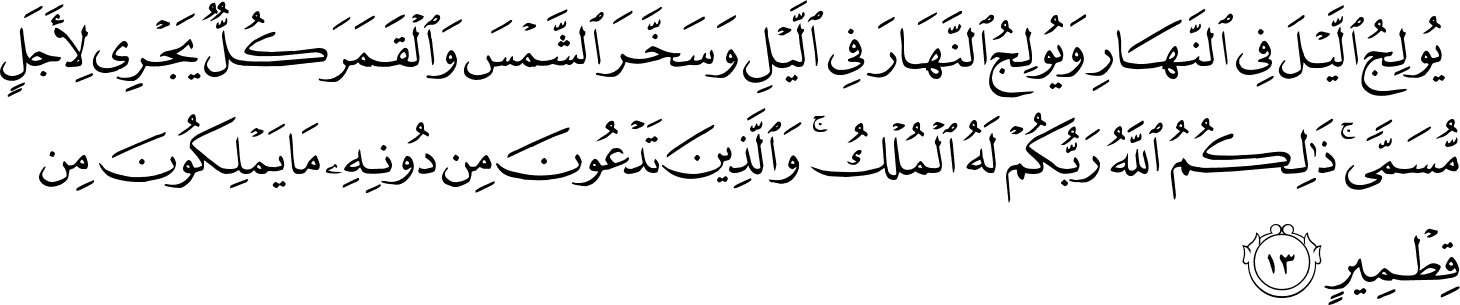 يُولِجُ ٱلَّيۡلَ فِى ٱلنَّهَارِ وَيُولِجُ ٱلنَّهَارَ فِى ٱلَّيۡلِ وَسَخَّرَ ٱلشَّمۡسَ وَٱلۡقَمَرَ كُلٌّ يَجۡرِى لِأَجَلٍ
مُّسَمًّى ۚ ذَٰلِكُمُ ٱللَّهُ رَبُّكُمۡ لَهُ ٱلۡمُلۡكُ ۚ وَٱلَّذِينَ تَدۡعُونَ مِن دُونِهِۦ مَا يَمۡلِكُونَ مِن
قِطۡمِيرٍ ١٣